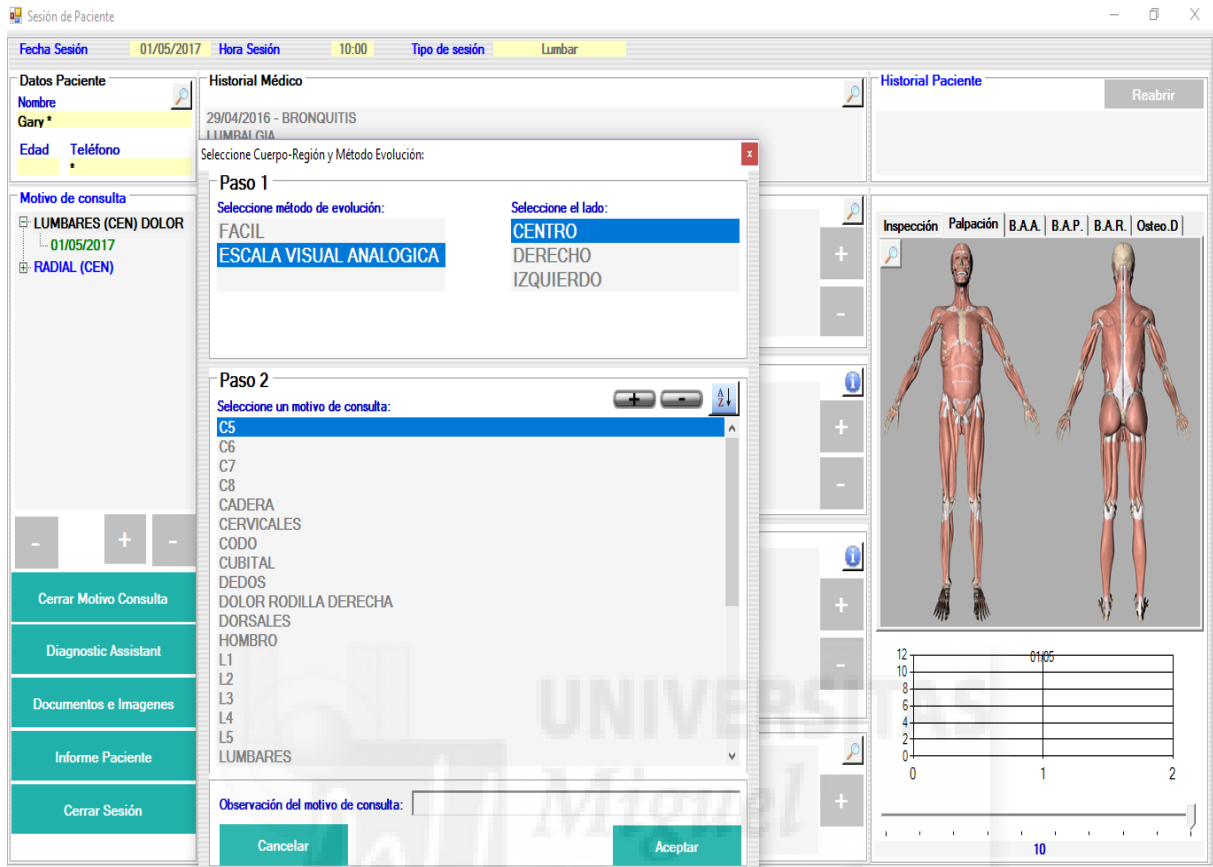 Sesión de Paciente
Fecha Sesión 01/05/2017 Hora Sesión 10:00 Tipo de sesión Lumbar
Datos Paciente
Nombre
Gary *
Edad Teléfono
*
Historial Médico
29/04/2016 - BRONQUITIS
LUMBALGIA
Historial Paciente
Reabrir
Motivo de consulta
LUMBARES (CEN) DOLOR
01/05/2017
RADIAL (CEN)
- + -
Cerrar Motivo Consulta
Diagnostic Assistant
Documentos e Imagenes
Informe Paciente
Cerrar Sesión
Seleccione Cuerpo-Región y Método Evolución:
x
Paso 1
Seleccione método de evolución:
FACIL
ESCALA VISUAL ANALOGICA
Seleccione el lado:
CENTRO
DERECHO
IZQUIERDO
Paso 2
Seleccione un motivo de consulta:
+ -
A
Z
C5
C6
C7
C8
CADERA
CERVICALES
CODO
CUBITAL
DEDOS
DOLOR RODILLA DERECHA
DORSALES
HOMBRO
L1
L2
L3
L4
L5
LUMBARES
Observación del motivo de consulta:
Cancelar Aceptar
+
-
+
-
+
-
+
Inspección Palpación B.A.A. B.A.P. B.A.R. Osteo.D
01/05
12
10
8
6
4
2
0
0 1 2
10
UNIVERSITAS
Miguel